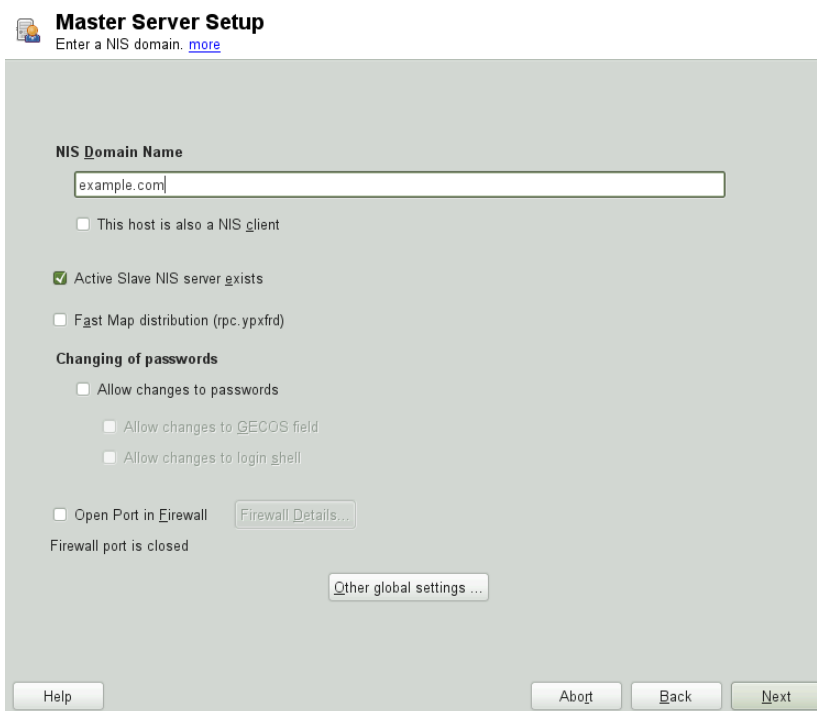 Master Server Setup
Enter a NIS domain. more
NIS Domain Name
example.com
This host is also a NIS client
Active Slave NIS server exists
Fast Map distribution (rpc.ypxfrd)
Changing of passwords
Allow changes to passwords
Allow changes to GECOS field
Allow changes to login shell
Open Port in Firewall Firewall Details...
Firewall port is closed
Other global settings ...
Help Abort Back Next